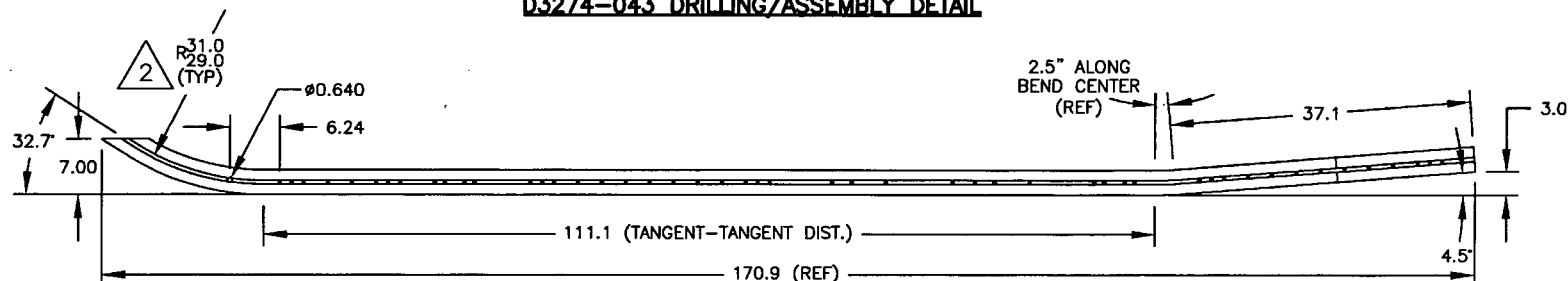 D3274-043 DRILLING/ASSEMBLY DETAIL
2
R31.0
29.0
(TYP)
ø0.640
6.24
2.5" ALONG
BEND CENTER
(REF)
37.1
3.0
32.7°
7.00
111.1 (TANGENT-TANGENT DIST.)
4.5°
170.9 (REF)